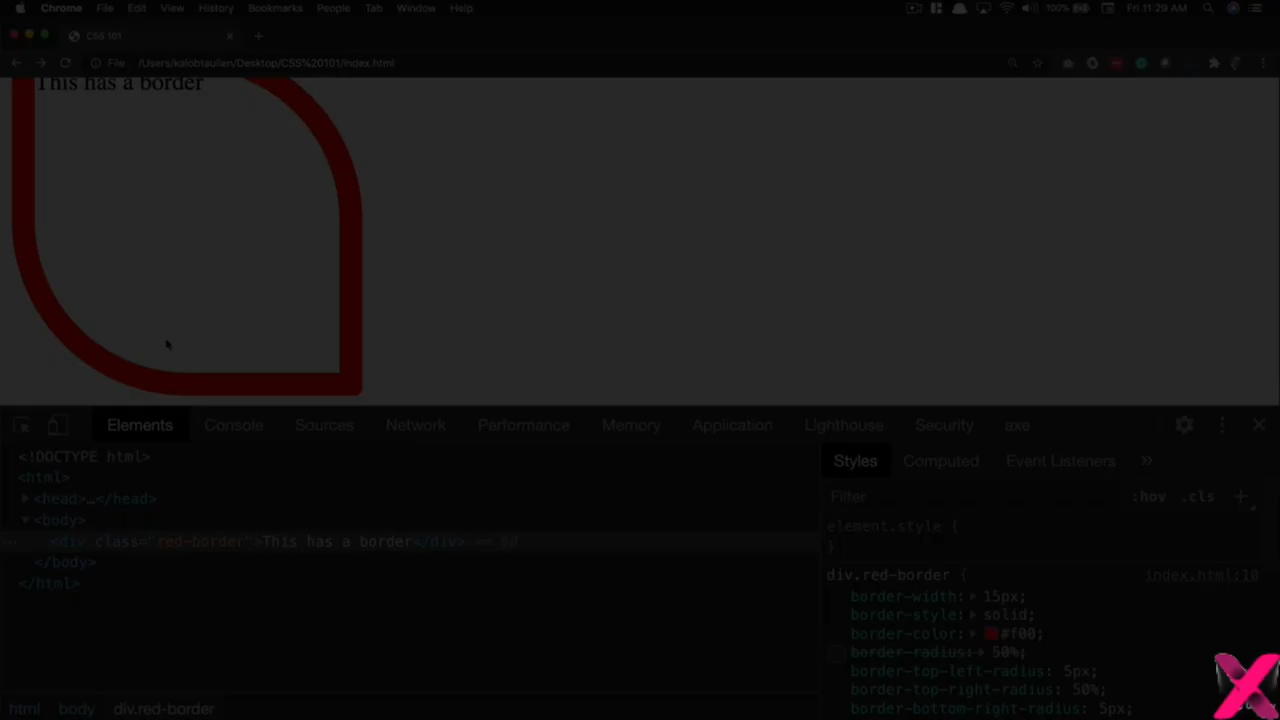 Chrome File Edit View History Bookmarks People Tab Window Help 100% Fri 11:29 AM
CSS 101
File /Users/kalobtaulien/Desktop/CSS%20101/index.html
This has a border
Elements Console Sources Network Performance Memory Application Lighthouse Security axe
<!DOCTYPE html>
<html>
<head>…</head>
<body>
<div class="red-border">This has a border</div> == $0
</body>
</html>
html body div.red-border
Styles Computed Event Listeners »
Filter :hov .cls +
element.style {
}
div.red-border { index.html:10
border-width: 15px;
border-style: solid;
border-color: #f00;
border-radius: 50%;
border-top-left-radius: 5px;
border-top-right-radius: 50%;
border-bottom-right-radius: 5px;